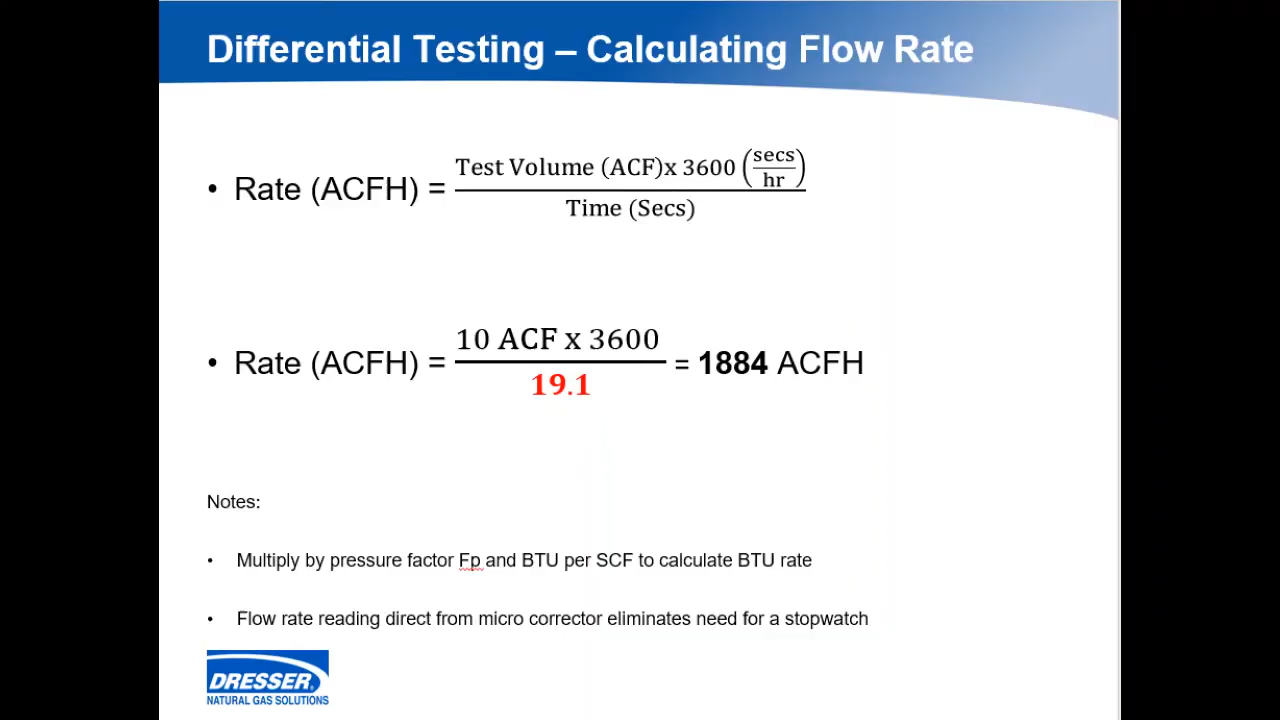 Differential Testing – Calculating Flow Rate
• Rate (ACFH) = Test Volume (ACF)x 3600 (secs/hr) / Time (Secs)
• Rate (ACFH) = 10 ACF x 3600 / 19.1 = 1884 ACFH
Notes:
• Multiply by pressure factor Fp and BTU per SCF to calculate BTU rate
• Flow rate reading direct from micro corrector eliminates need for a stopwatch
DRESSER
NATURAL GAS SOLUTIONS